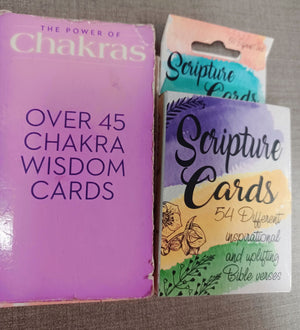 THE POWER OF
Chakras
OVER 45
CHAKRA
WISDOM
CARDS
Scripture
Cards
Scripture
Cards
54 Different
inspirational
and uplifting
Bible verses